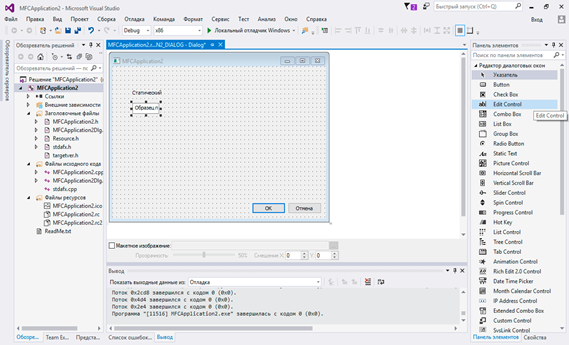 MFCApplication2 - Microsoft Visual Studio
Быстрый запуск (Ctrl+Q)
Файл Правка Вид Проект Сборка Отладка Команда Формат Сервис Тест Анализ Окно Справка
Вход
Debug x86 Локальный отладчик Windows
Обозреватель серверов
Обозреватель решений
Решение "MFCApplication2"
MFCApplication2
Ссылки
Внешние зависимости
Заголовочные файлы
MFCApplication2.h
MFCApplication2Dlg.
Resource.h
stdafx.h
targetver.h
Файлы исходного кода
MFCApplication2.cpp
MFCApplication2Dlg.
stdafx.cpp
Файлы ресурсов
MFCApplication2.ico
MFCApplication2.rc
MFCApplication2.rc2
ReadMe.txt
Обозре... Team Ex... Предста...
MFCApplication2.r...N2_DIALOG - Dialog*
MFCApplication2
Статический
Образец п
OK Отмена
Макетное изображение:
Прозрачность: 50% Смещение X: 0 Y: 0
Вывод
Показать выходные данные из: Отладка
Поток 0x2cd8 завершился с кодом 0 (0x0).
Поток 0x4d4 завершился с кодом 0 (0x0).
Поток 0x2e4 завершился с кодом 0 (0x0).
Программа "[11516] MFCApplication2.exe" завершилась с кодом 0 (0x0).
Список ошибок... Вывод
Панель элементов
Поиск по панели элементов
Редактор диалоговых окон
Указатель
Button
Check Box
Edit Control
Combo Box
Edit Control
List Box
Group Box
Radio Button
Static Text
Picture Control
Horizontal Scroll Bar
Vertical Scroll Bar
Slider Control
Spin Control
Progress Control
Hot Key
List Control
Tree Control
Tab Control
Animation Control
Rich Edit 2.0 Control
Date Time Picker
Month Calendar Control
IP Address Control
Extended Combo Box
Custom Control
SysLink Control
Панель элементов Свойства